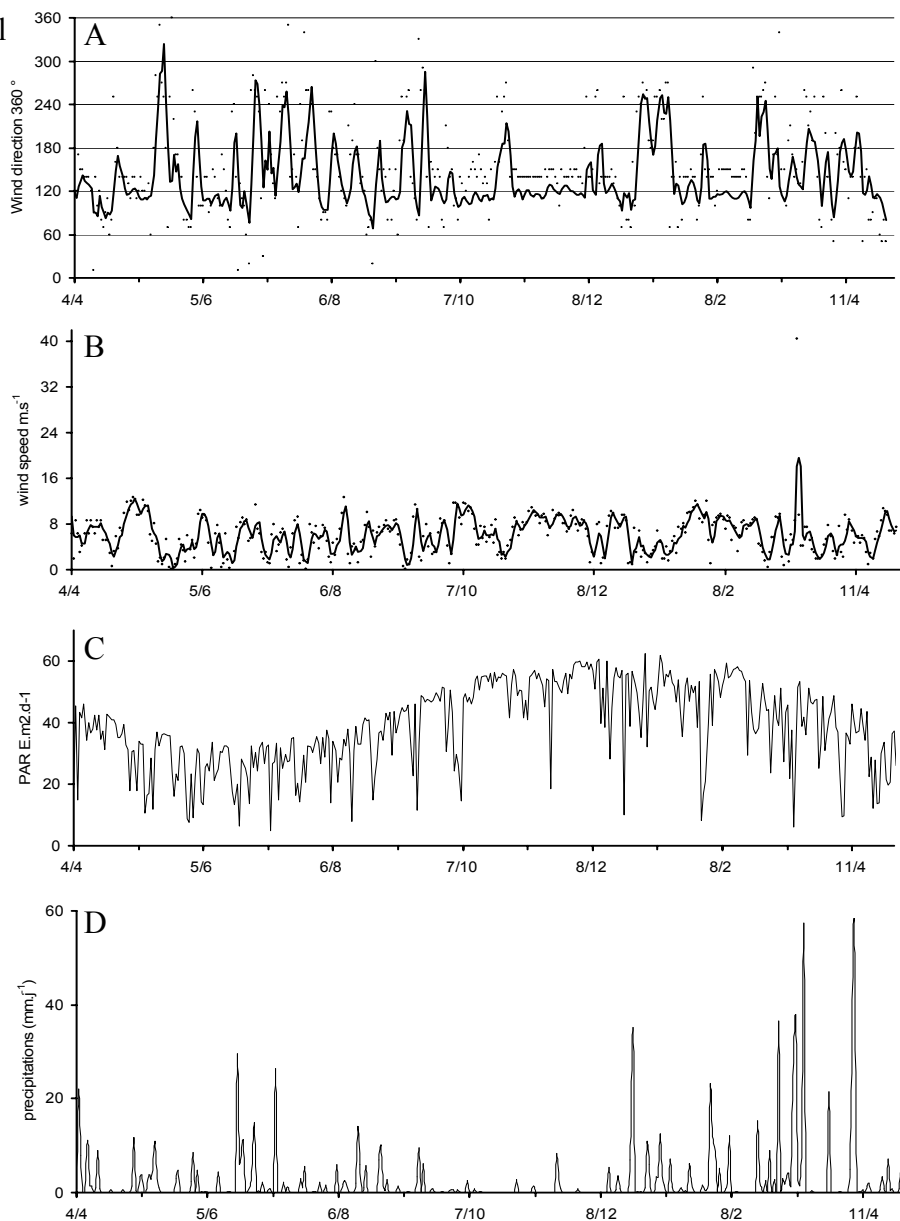 l
A
Wind direction 360 °
360
300
240
180
120
60
0
4/4 5/6 6/8 7/10 8/12 8/2 11/4
B
wind speed m.s-1
40
32
24
16
8
0
4/4 5/6 6/8 7/10 8/12 8/2 11/4
C
PAR E.m2.d-1
60
40
20
0
4/4 5/6 6/8 7/10 8/12 8/2 11/4
D
precipitations (mm.j-1)
60
40
20
0
4/4 5/6 6/8 7/10 8/12 8/2 11/4